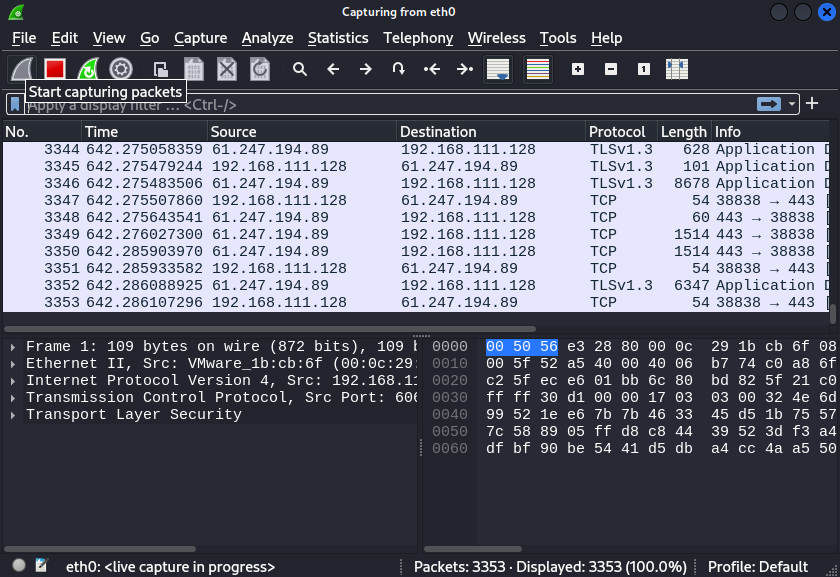 Capturing from eth0
File Edit View Go Capture Analyze Statistics Telephony Wireless Tools Help
Start capturing packets
Apply a display filter … <Ctrl-/>
No. Time Source Destination Protocol Length Info
3344 642.275058359 61.247.194.89 192.168.111.128 TLSv1.3 628 Application D
3345 642.275479244 192.168.111.128 61.247.194.89 TLSv1.3 101 Application D
3346 642.275483506 61.247.194.89 192.168.111.128 TLSv1.3 8678 Application D
3347 642.275507860 192.168.111.128 61.247.194.89 TCP 54 38838 → 443 [
3348 642.275643541 61.247.194.89 192.168.111.128 TCP 60 443 → 38838 [
3349 642.276027300 61.247.194.89 192.168.111.128 TCP 1514 443 → 38838 [
3350 642.285903970 61.247.194.89 192.168.111.128 TCP 1514 443 → 38838 [
3351 642.285933582 192.168.111.128 61.247.194.89 TCP 54 38838 → 443 [
3352 642.286088925 61.247.194.89 192.168.111.128 TLSv1.3 6347 Application D
3353 642.286107296 192.168.111.128 61.247.194.89 TCP 54 38838 → 443 [
Frame 1: 109 bytes on wire (872 bits), 109 b
Ethernet II, Src: VMware_1b:cb:6f (00:0c:29:
Internet Protocol Version 4, Src: 192.168.11
Transmission Control Protocol, Src Port: 606
Transport Layer Security
0000 00 50 56 e3 28 80 00 0c 29 1b cb 6f 08
0010 00 5f 52 a5 40 00 40 06 b7 74 c0 a8 6f
0020 c2 5f ec e6 01 bb 6c 80 bd 82 5f 21 c0
0030 ff ff 30 d1 00 00 17 03 03 00 32 4e 6d
0040 99 52 1e e6 7b 7b 46 33 45 d5 1b 75 57
0050 7c 58 89 05 ff d8 c8 44 39 52 3d f3 a4
0060 df bf 90 be 54 41 d5 db a4 cc 4a a5 50
eth0: <live capture in progress>
Packets: 3353 · Displayed: 3353 (100.0%)
Profile: Default